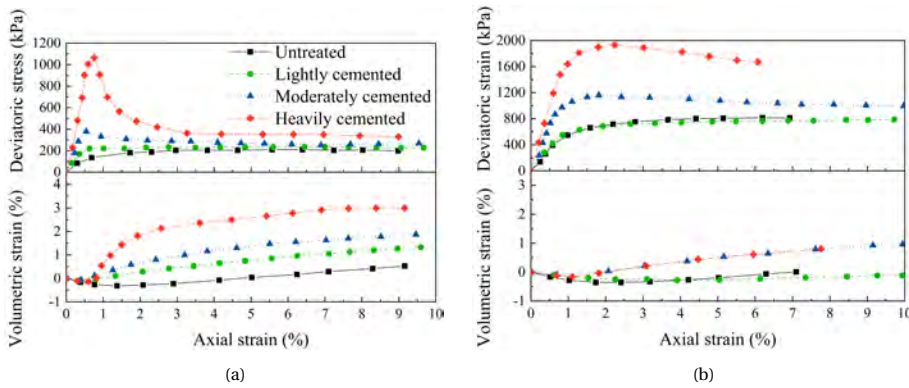 Deviatoric stress (kPa)
1200
1000
800
600
400
200
0
Untreated
Lightly cemented
Moderately cemented
Heavily cemented
Volumetric strain (%)
4
3
2
1
0
-1
0 1 2 3 4 5 6 7 8 9 10
Axial strain (%)
(a)
Deviatoric strain (kPa)
2000
1600
1200
800
400
0
Volumetric strain (%)
3
2
1
0
-1
0 1 2 3 4 5 6 7 8 9 10
Axial strain (%)
(b)